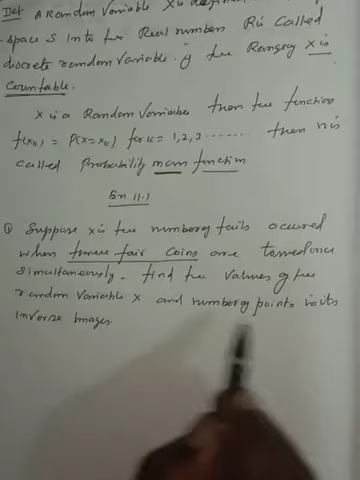 Def A Random Variable X is defin
space S Into the Real numbers R is Called
discrete random Variable. if the Range of X is
Countable.
X is a Random Variable then the function
f(xₖ) = P(X=xₖ) for k = 1,2,3 ...... then is
called Probability mass function
Ex 11.1
① Suppose x is the number of tails occured
when three fair Coins are tossed once
simultaneously. find the values of the
random Variable X and number of points in its
Inverse Images